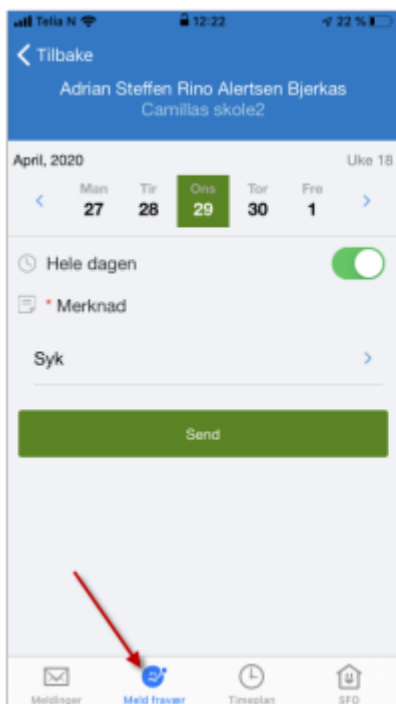 Telia N 12:22 22 %
Tilbake
Adrian Steffen Rino Alertsen Bjerkas
Camillas skole2
April, 2020 Uke 18
Man Tir Ons Tor Fre
27 28 29 30 1
Hele dagen
* Merknad
Syk
Send
Meldinger Meld fravær Timeplan SFO